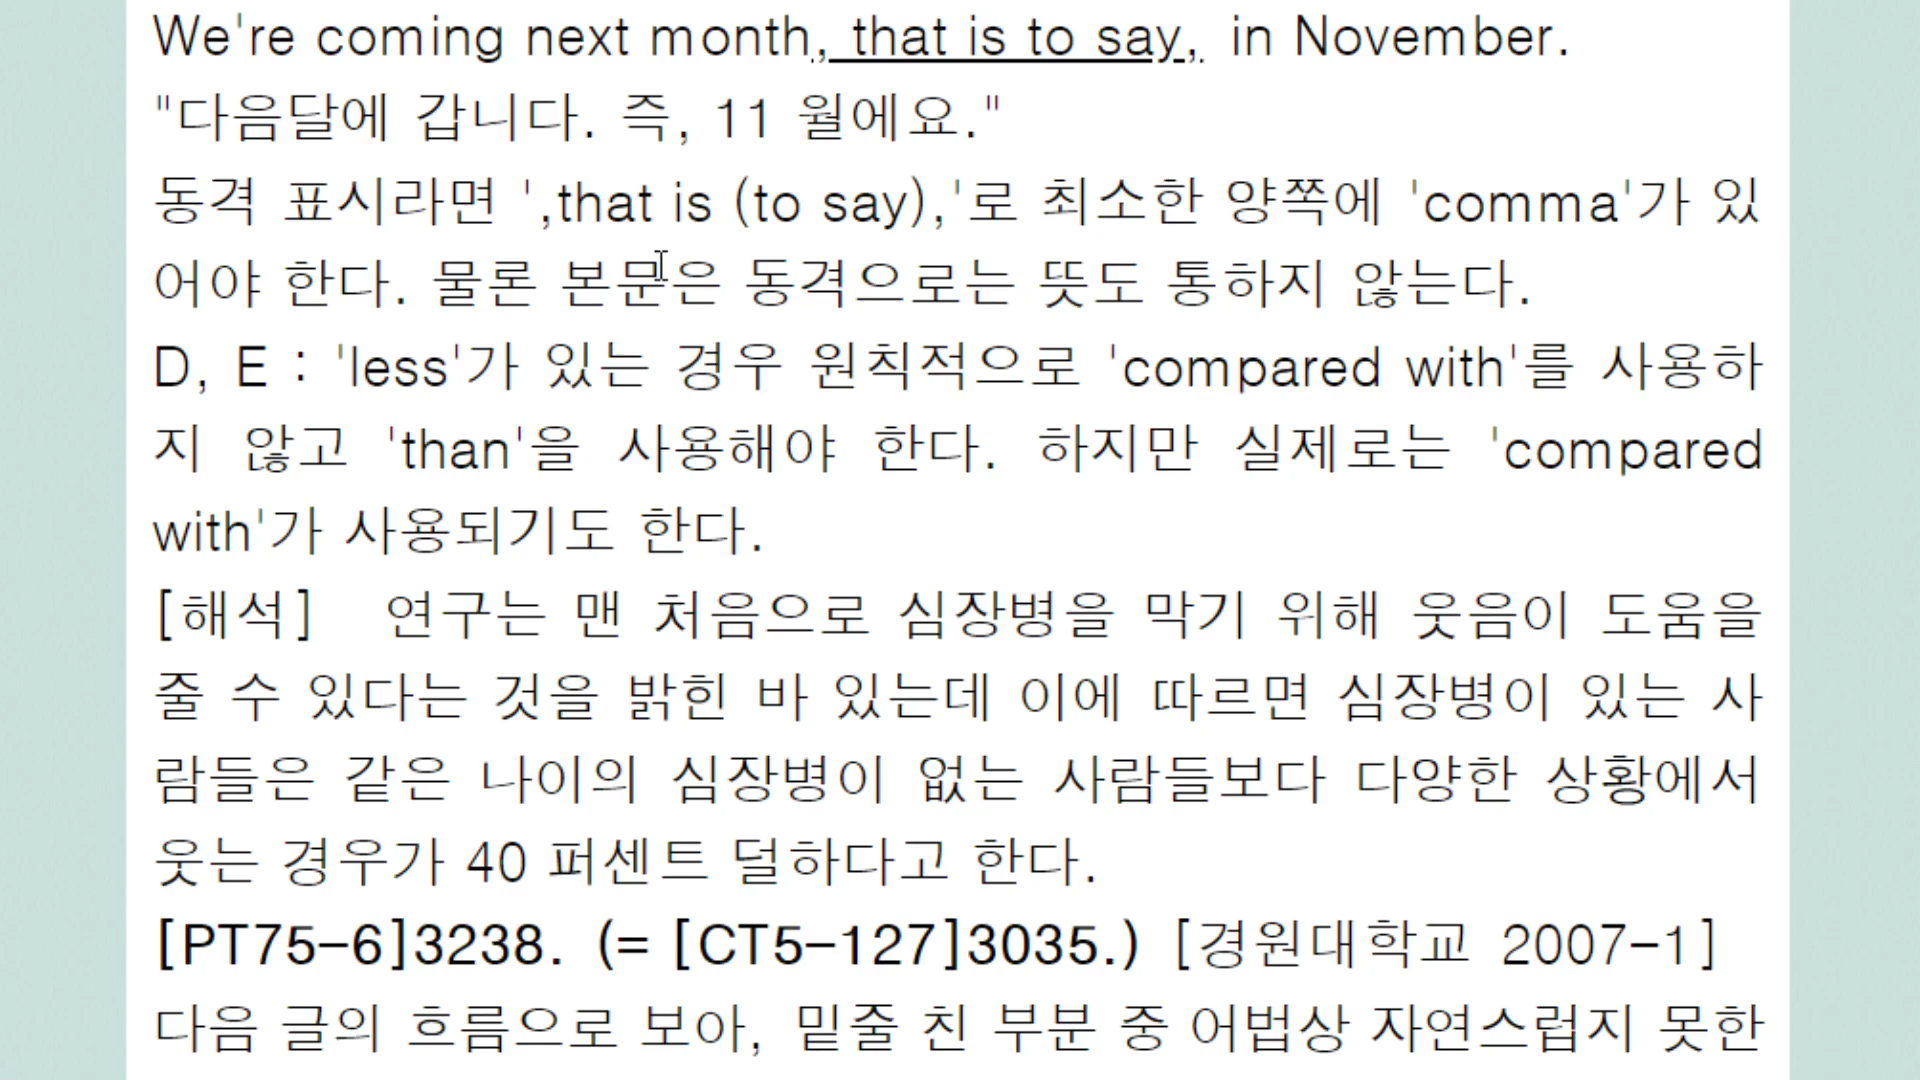 We're coming next month, that is to say, in November.
"다음달에 갑니다. 즉, 11 월에요."
동격 표시라면 ',that is (to say),'로 최소한 양쪽에 'comma'가 있
어야 한다. 물론 본문은 동격으로는 뜻도 통하지 않는다.
D, E : 'less'가 있는 경우 원칙적으로 'compared with'를 사용하
지 않고 'than'을 사용해야 한다. 하지만 실제로는 'compared
with'가 사용되기도 한다.
[해석] 연구는 맨 처음으로 심장병을 막기 위해 웃음이 도움을
줄 수 있다는 것을 밝힌 바 있는데 이에 따르면 심장병이 있는 사
람들은 같은 나이의 심장병이 없는 사람들보다 다양한 상황에서
웃는 경우가 40 퍼센트 덜하다고 한다.
[PT75-6]3238. (= [CT5-127]3035.) [경원대학교 2007-1]
다음 글의 흐름으로 보아, 밑줄 친 부분 중 어법상 자연스럽지 못한